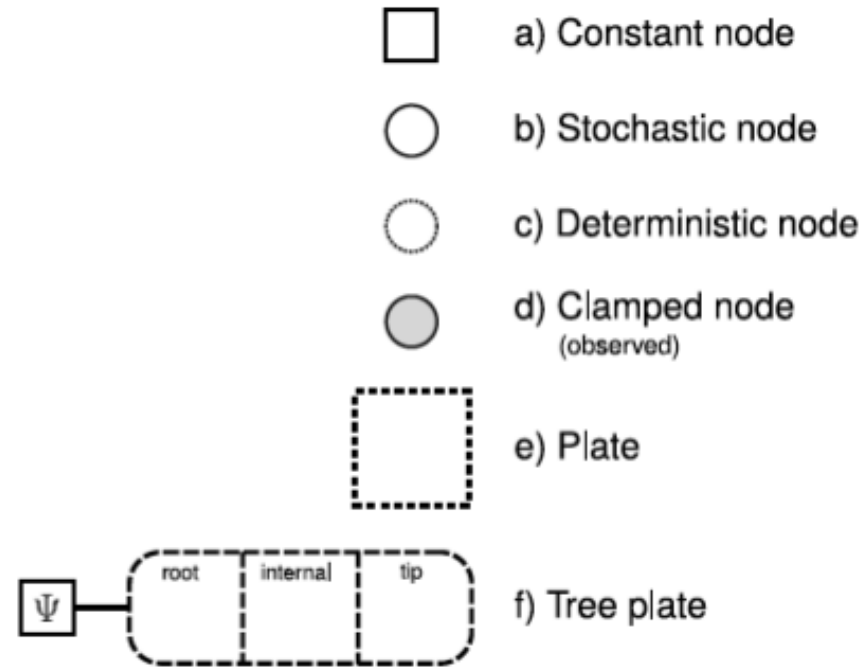 a) Constant node
b) Stochastic node
c) Deterministic node
d) Clamped node
(observed)
e) Plate
root internal tip
Ψ f) Tree plate